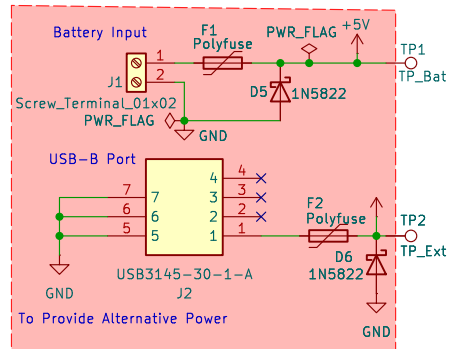 Battery Input
F1
Polyfuse
PWR_FLAG
+5V
TP1
TP_Bat
1
2
J1
Screw_Terminal_01x02
D5
1N5822
PWR_FLAG
GND
USB-B Port
4
4
3
3
2
2
1
1
7
7
6
6
5
5
F2
Polyfuse
TP2
TP_Ext
D6
1N5822
USB3145-30-1-A
J2
GND
GND
To Provide Alternative Power